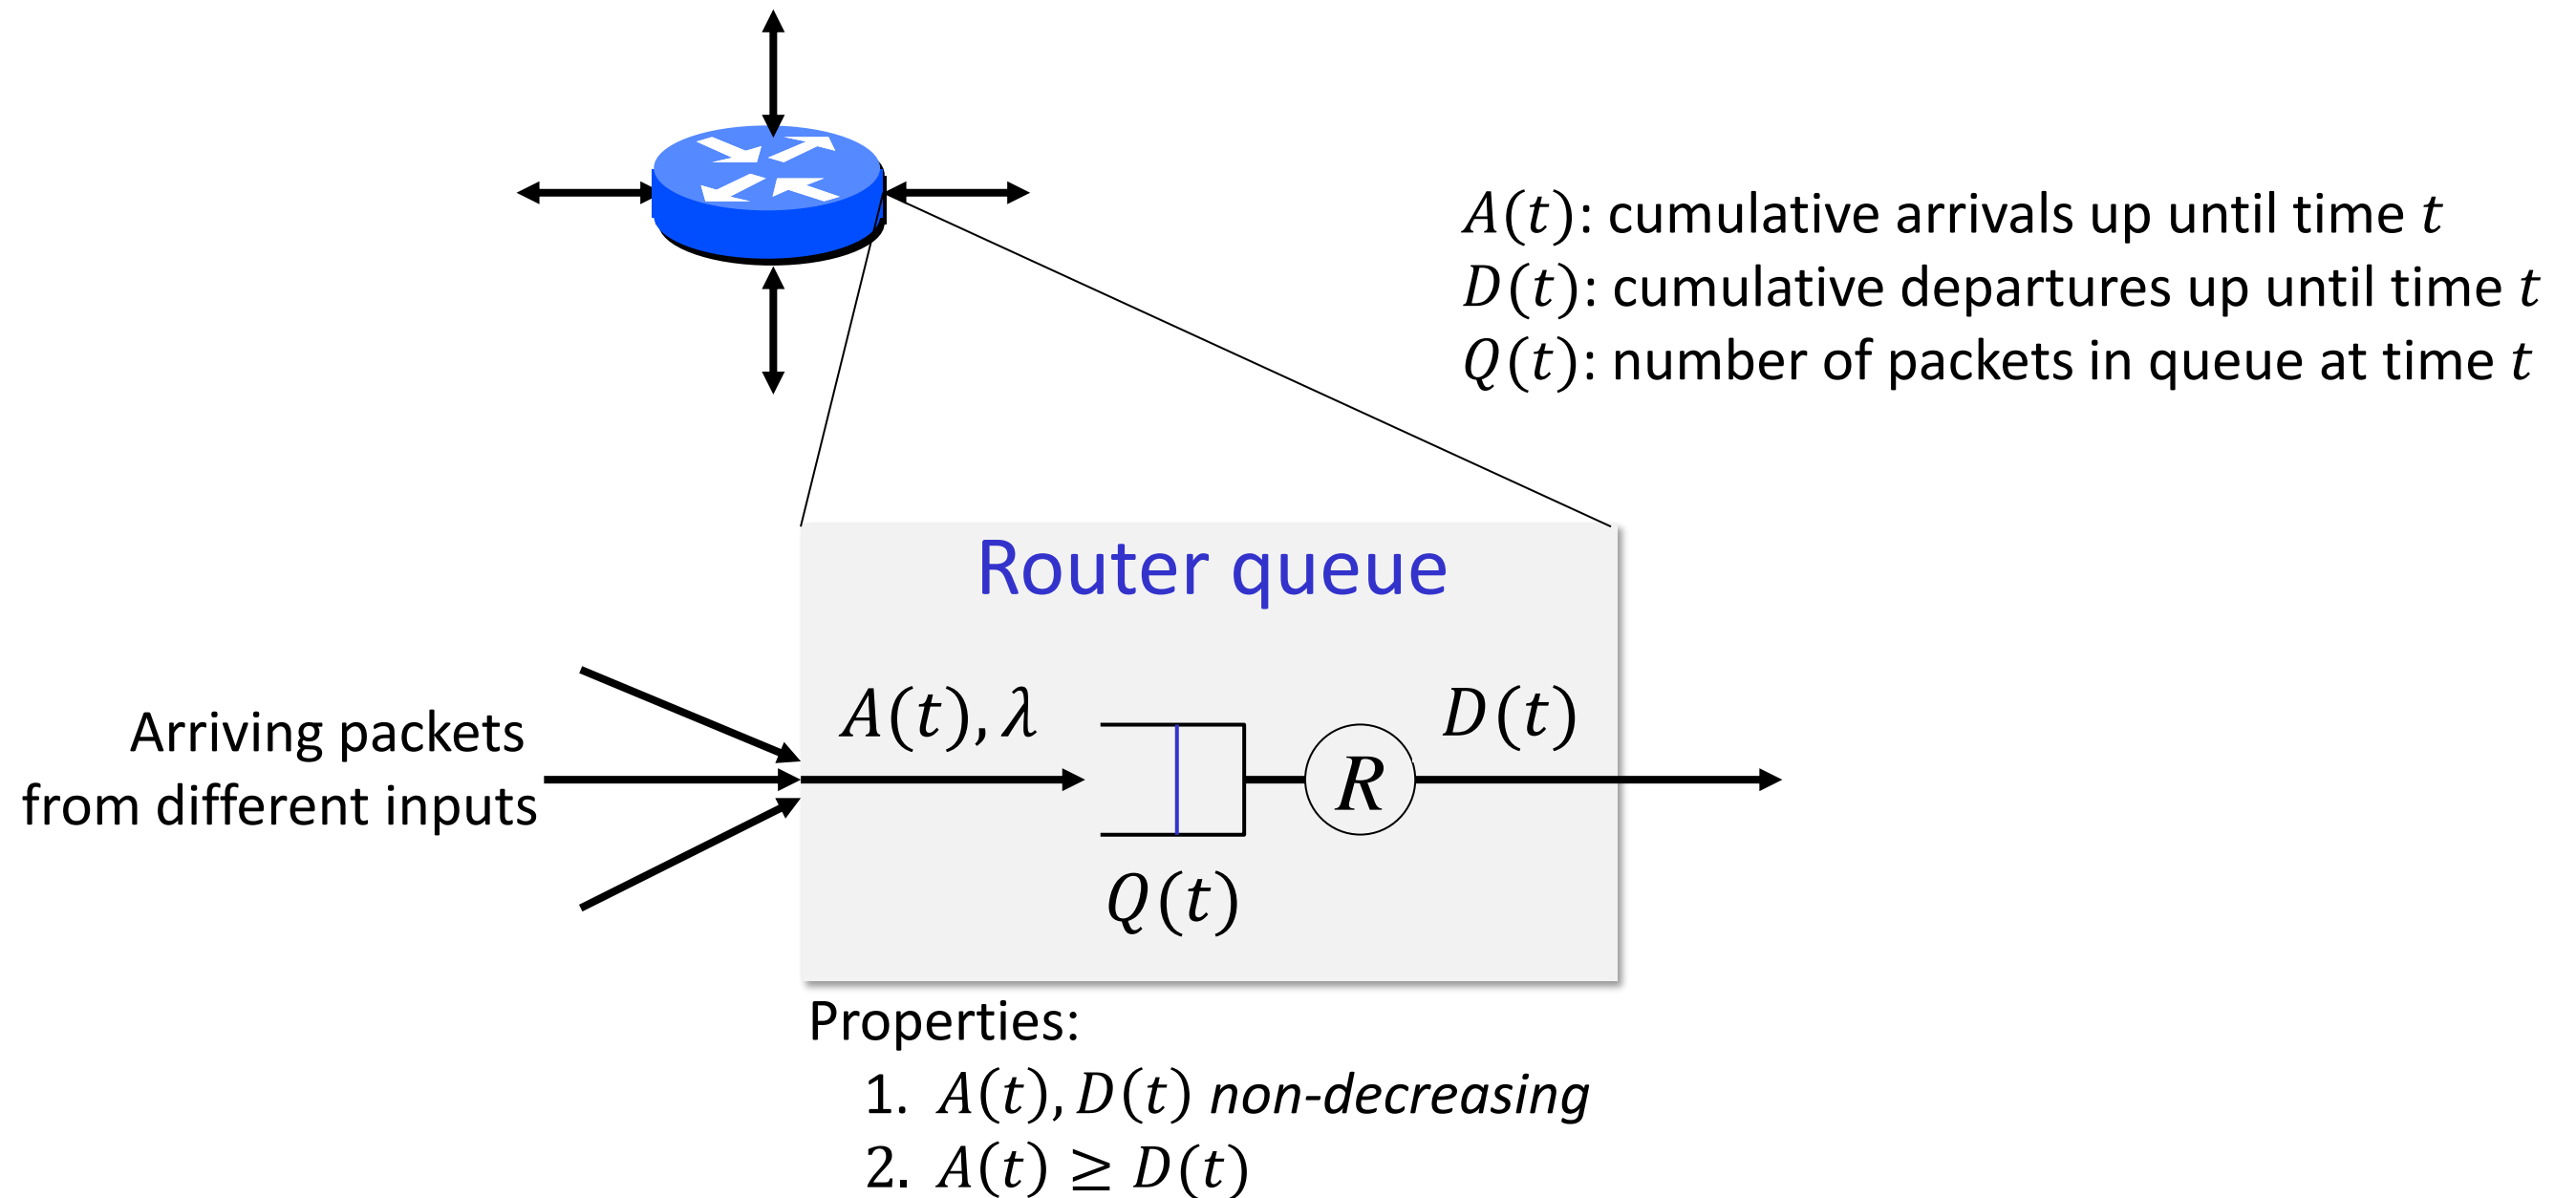 A(t): cumulative arrivals up until time t
D(t): cumulative departures up until time t
Q(t): number of packets in queue at time t
Router queue
Arriving packets
from different inputs
A(t), λ
R
D(t)
Q(t)
Properties:
1. A(t), D(t) non-decreasing
2. A(t) ≥ D(t)